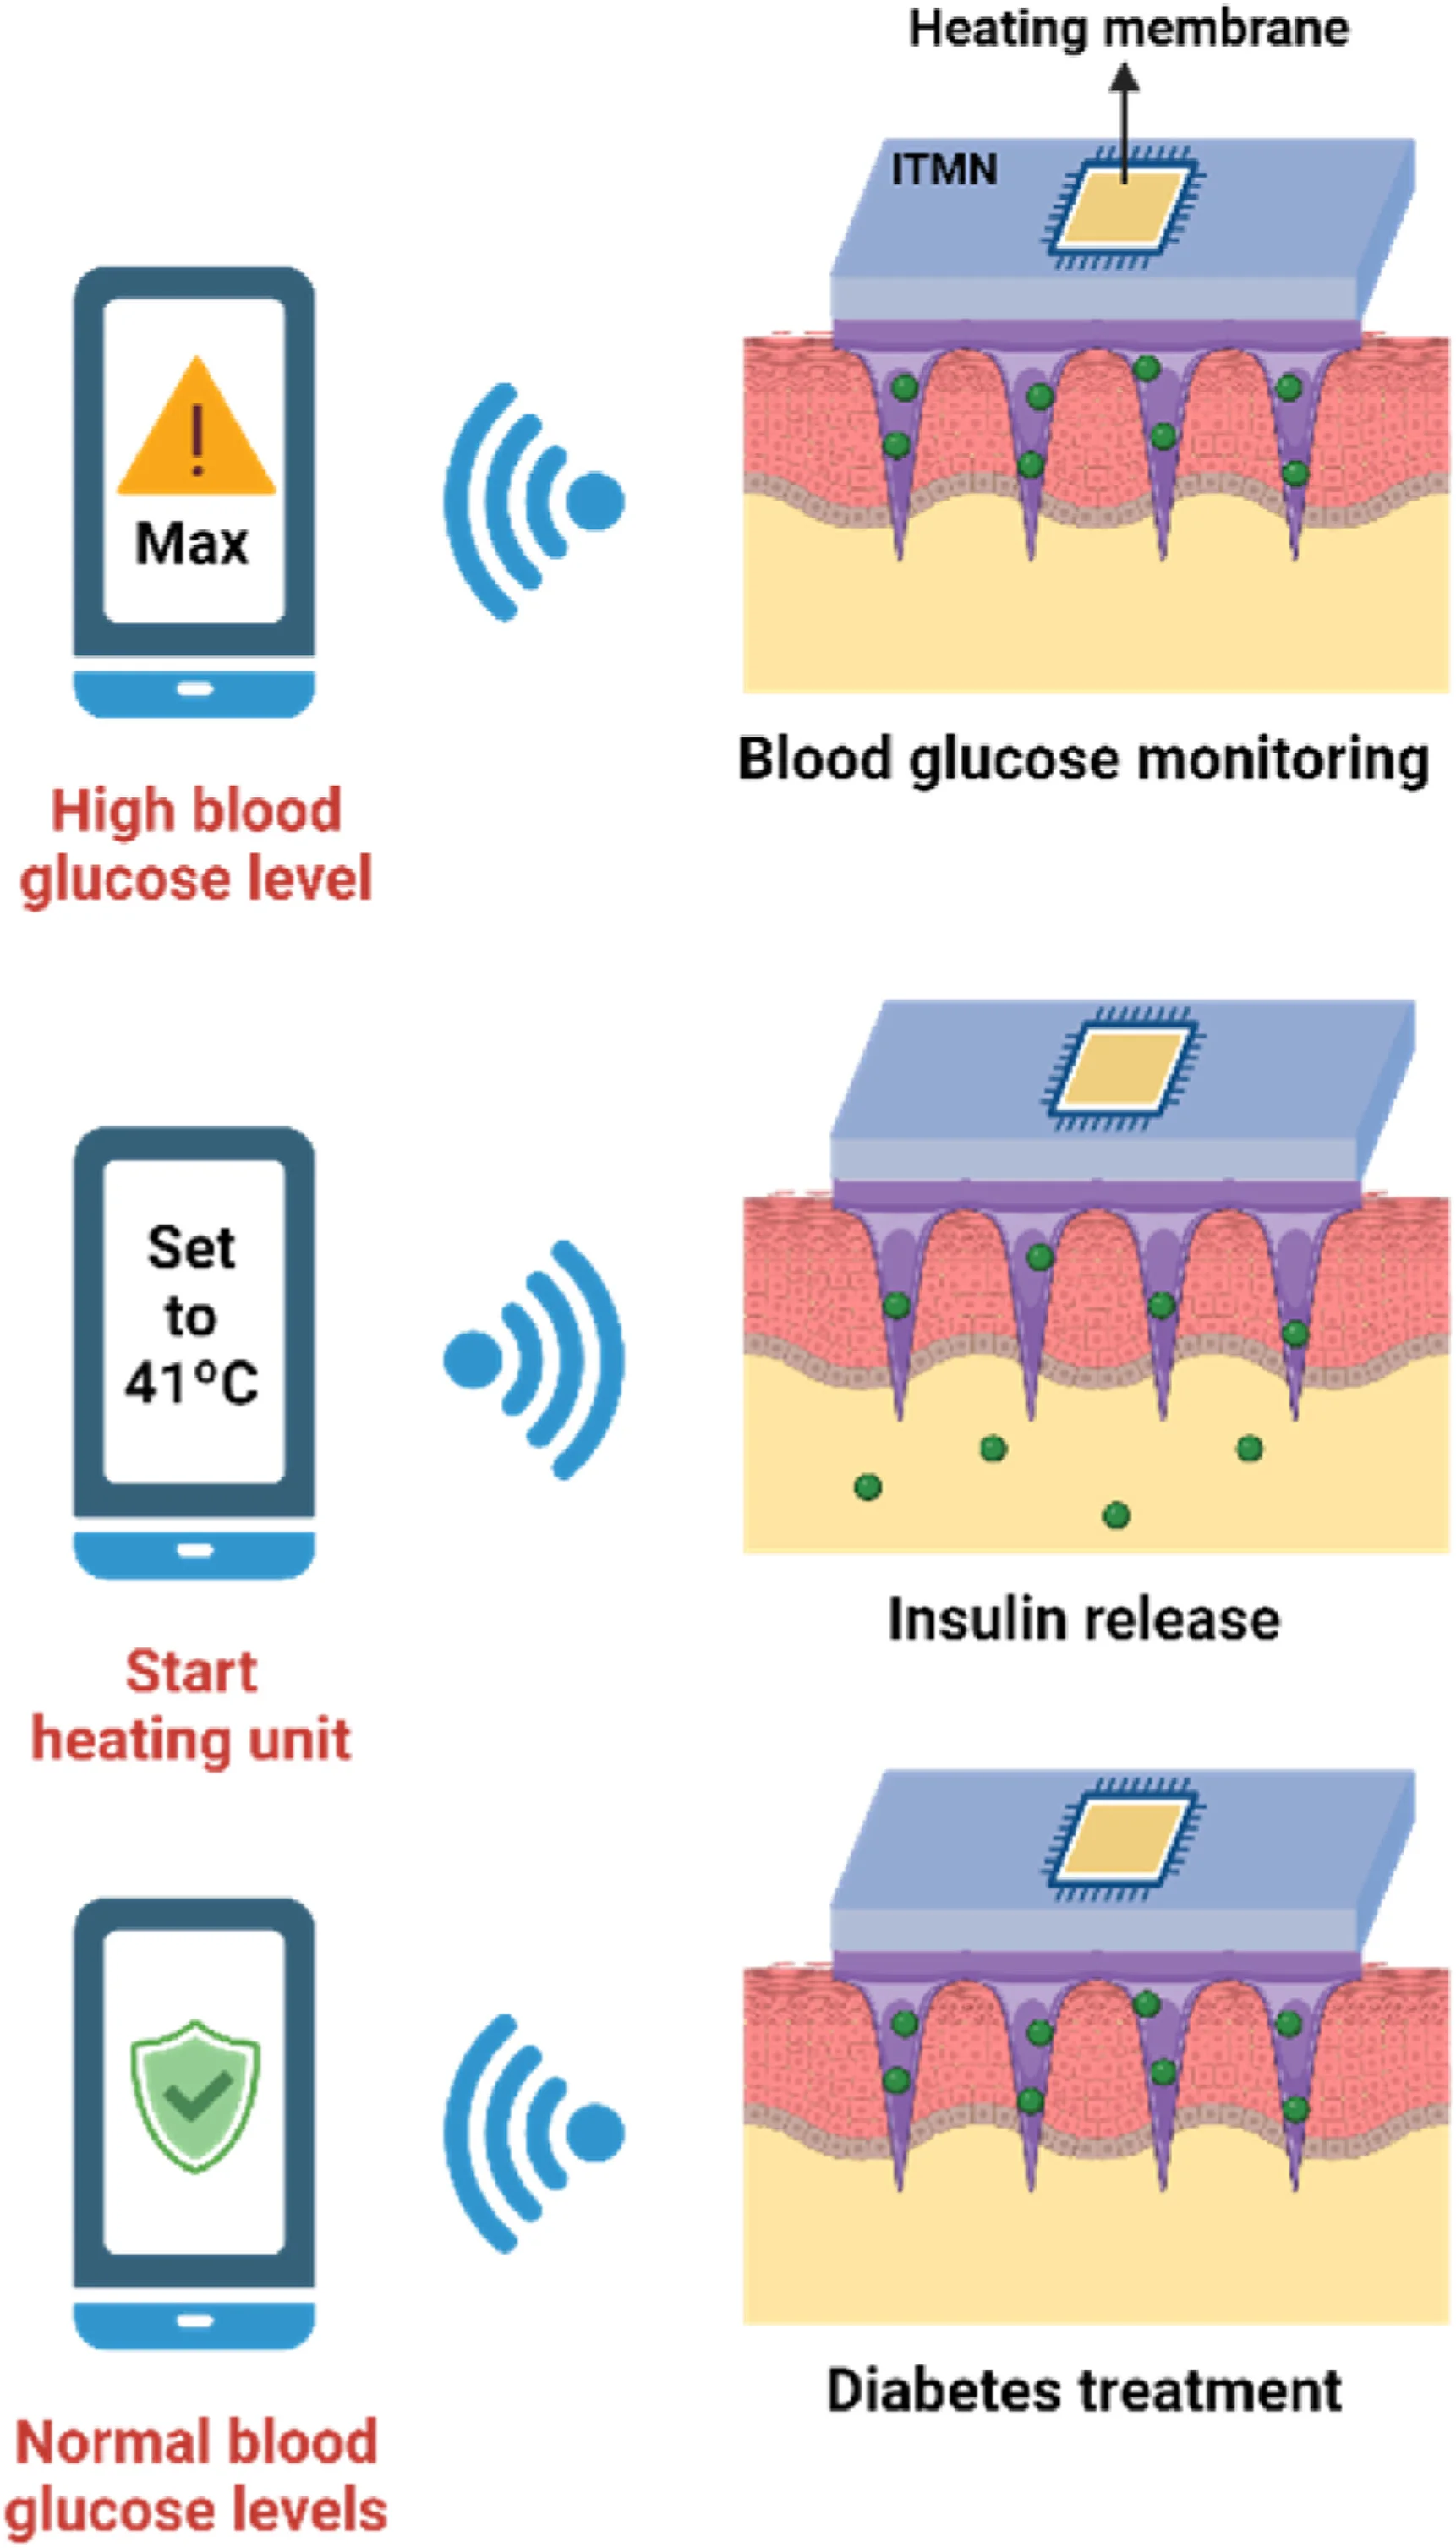 Heating membrane
ITMN
Max
High blood
glucose level
Blood glucose monitoring
Set
to
41°C
Start
heating unit
Insulin release
Normal blood
glucose levels
Diabetes treatment